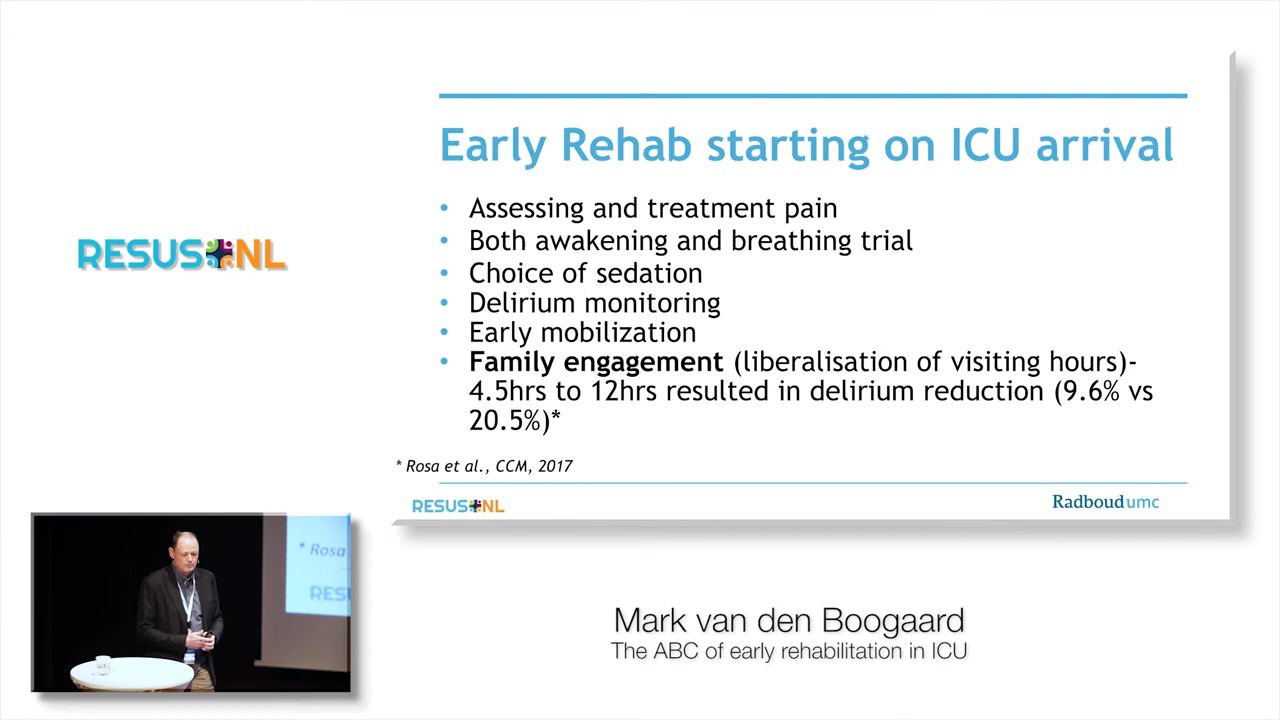 Early Rehab starting on ICU arrival
• Assessing and treatment pain
• Both awakening and breathing trial
• Choice of sedation
• Delirium monitoring
• Early mobilization
• Family engagement (liberalisation of visiting hours)-
4.5hrs to 12hrs resulted in delirium reduction (9.6% vs
20.5%)*
* Rosa et al., CCM, 2017
RESUS NL
Radboudumc
RESUS NL
* Rosa
RES
Mark van den Boogaard
The ABC of early rehabilitation in ICU